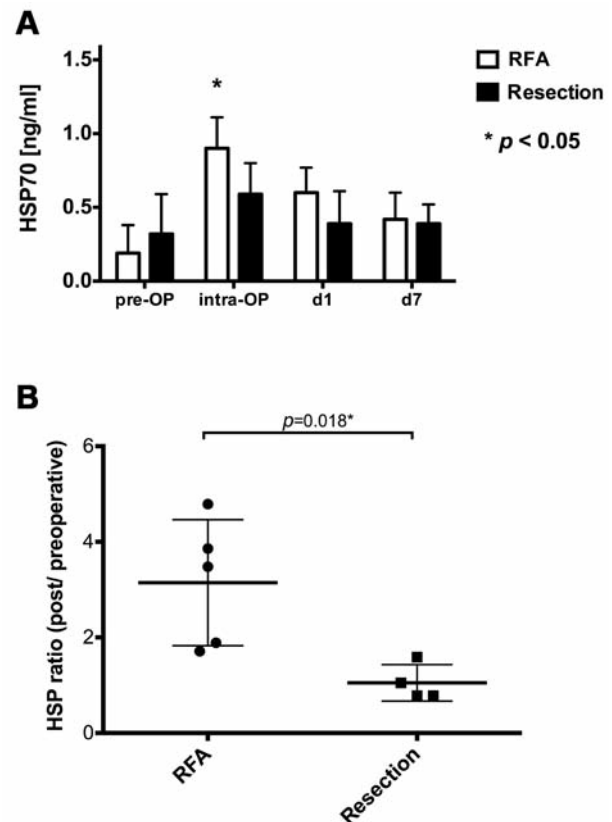 A
HSP70 [ng/ml]
1.5
1.0
0.5
0.0
*
pre-OP intra-OP d1 d7
RFA
Resection
* p < 0.05
B
HSP ratio (post/ preoperative)
6
4
2
0
p=0.018*
RFA
Resection